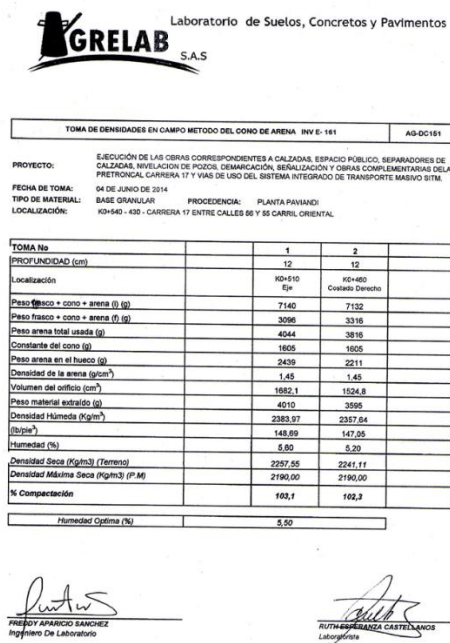 Laboratorio de Suelos, Concretos y Pavimentos
AGRELAB
S.A.S
TOMA DE DENSIDADES EN CAMPO METODO DEL CONO DE ARENA INV E- 161 AG-DC151
PROYECTO: EJECUCIÓN DE LAS OBRAS CORRESPONDIENTES A CALZADAS, ESPACIO PÚBLICO, SEPARADORES DE
CALZADAS, NIVELACION DE POZOS, DEMARCACIÓN, SEÑALIZACIÓN Y OBRAS COMPLEMENTARIAS DELA
PRETRONCAL CARRERA 17 Y VIAS DE USO DEL SISTEMA INTEGRADO DE TRANSPORTE MASIVO SITM.
FECHA DE TOMA: 04 DE JUNIO DE 2014
TIPO DE MATERIAL: BASE GRANULAR PROCEDENCIA: PLANTA PAVIANDI
LOCALIZACIÓN: K0+540 - 430 - CARRERA 17 ENTRE CALLES 56 Y 55 CARRIL ORIENTAL
TOMA No 1 2
PROFUNDIDAD (cm) 12 12
Localización K0+510 K0+460
Eje Costado Derecho
Peso frasco + cono + arena (i) (g) 7140 7132
Peso frasco + cono + arena (f) (g) 3096 3316
Peso arena total usada (g) 4044 3816
Constante del cono (g) 1605 1605
Peso arena en el hueco (g) 2439 2211
Densidad de la arena (g/cm³) 1,45 1,45
Volumen del orificio (cm³) 1682,1 1524,8
Peso material extraído (g) 4010 3595
Densidad Húmeda (Kg/m³) 2383,97 2357,64
(lb/pie³) 148,69 147,05
Humedad (%) 5,60 5,20
Densidad Seca (Kg/m3) (Terreno) 2257,55 2241,11
Densidad Máxima Seca (Kg/m3) (P.M) 2190,00 2190,00
% Compactación 103,1 102,3
Humedad Optima (%) 5,50
FREDDY APARICIO SANCHEZ
Ingeniero De Laboratorio
RUTH ESPERANZA CASTELLANOS
Laboratorista